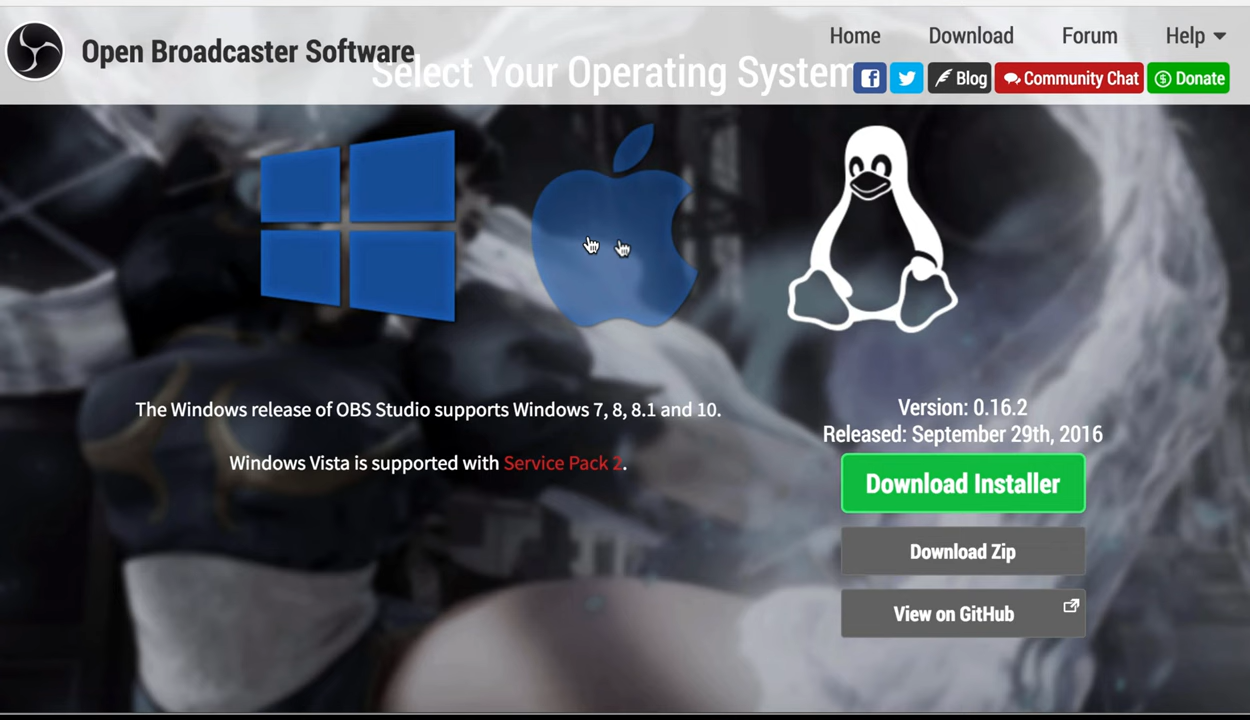 Open Broadcaster Software
Home Download Forum Help
Select Your Operating System
Blog Community Chat Donate
The Windows release of OBS Studio supports Windows 7, 8, 8.1 and 10.
Windows Vista is supported with Service Pack 2.
Version: 0.16.2
Released: September 29th, 2016
Download Installer
Download Zip
View on GitHub